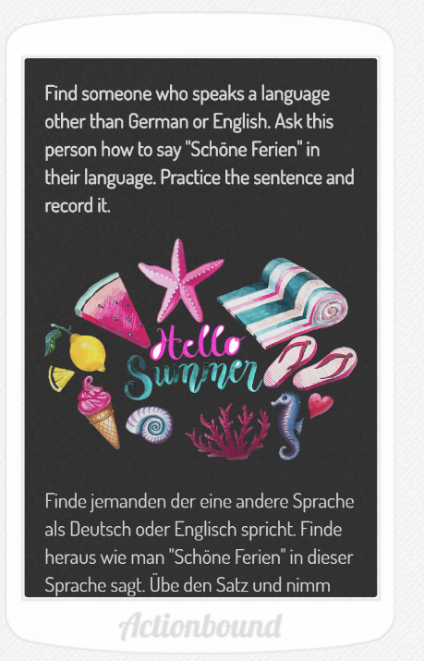 Find someone who speaks a language
other than German or English. Ask this
person how to say "Schöne Ferien" in
their language. Practice the sentence and
record it.
Hello
Summer
Finde jemanden der eine andere Sprache
als Deutsch oder Englisch spricht. Finde
heraus wie man "Schöne Ferien" in dieser
Sprache sagt. Übe den Satz und nimm
Actionbound